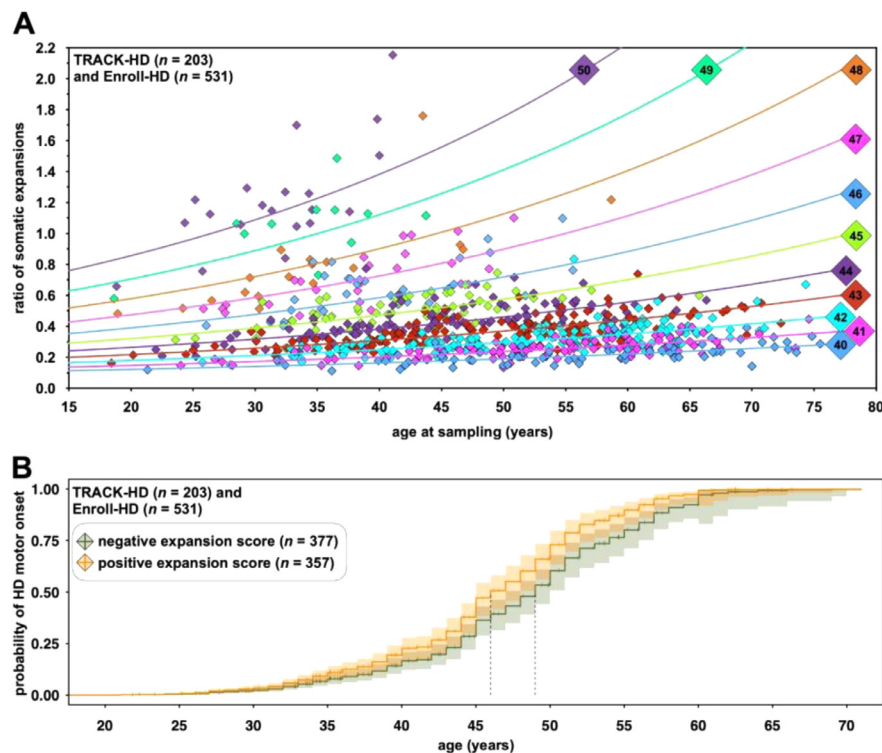 A
TRACK-HD (n = 203)
and Enroll-HD (n = 531)
ratio of somatic expansions
2.2
2.0
1.8
1.6
1.4
1.2
1.0
0.8
0.6
0.4
0.2
0.0
50
49
48
47
46
45
44
43
42
41
40
15 20 25 30 35 40 45 50 55 60 65 70 75 80
age at sampling (years)
B
TRACK-HD (n = 203) and
Enroll-HD (n = 531)
negative expansion score (n = 377)
positive expansion score (n = 357)
probability of HD motor onset
1.00
0.75
0.50
0.25
0.00
20 25 30 35 40 45 50 55 60 65 70
age (years)